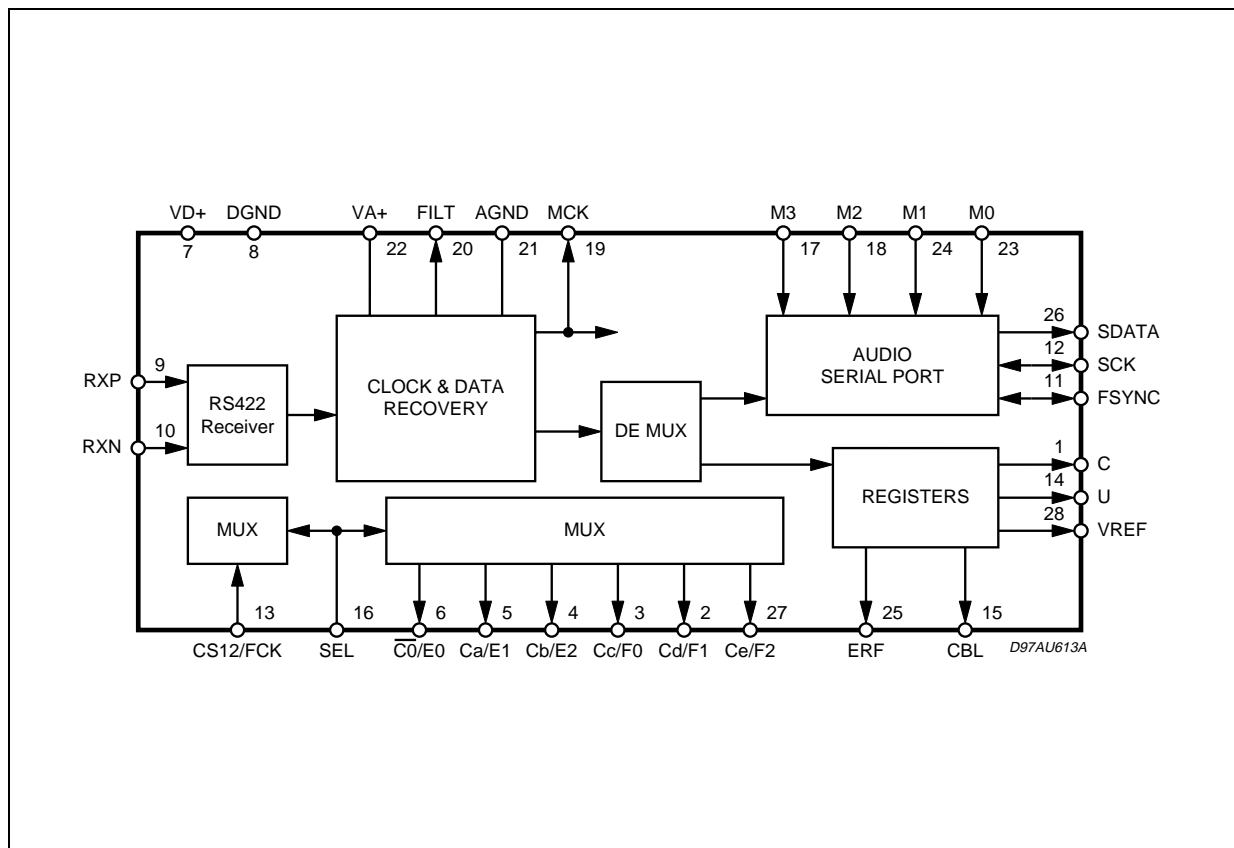 VD+ DGND VA+ FILT AGND MCK M3 M2 M1 M0
7 8 22 20 21 19 17 18 24 23
26 SDATA
12 SCK
11 FSYNC
AUDIO
SERIAL PORT
RXP 9
RXN 10
RS422
Receiver
CLOCK & DATA
RECOVERY
DE MUX
REGISTERS
1 C
14 U
28 VREF
MUX
MUX
13 16 6 5 4 3 2 27 25 15
CS12/FCK SEL C̅0̅/E0 Ca/E1 Cb/E2 Cc/F0 Cd/F1 Ce/F2 ERF CBL
D97AU613A